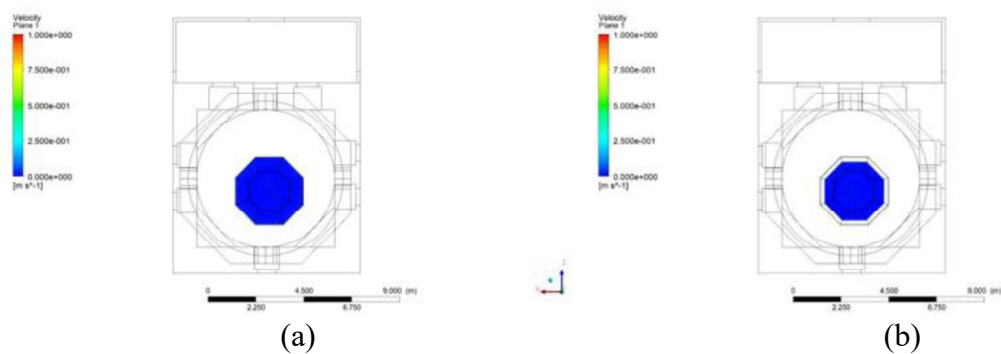 Velocity
Plane 1
1.000e+000
7.500e-001
5.000e-001
2.500e-001
0.000e+000
[m s^-1]
0 4.500 9.000 (m)
2.250 6.750
(a)
Velocity
Plane 1
1.000e+000
7.500e-001
5.000e-001
2.500e-001
0.000e+000
[m s^-1]
Z
X
0 4.500 9.000 (m)
2.250 6.750
(b)